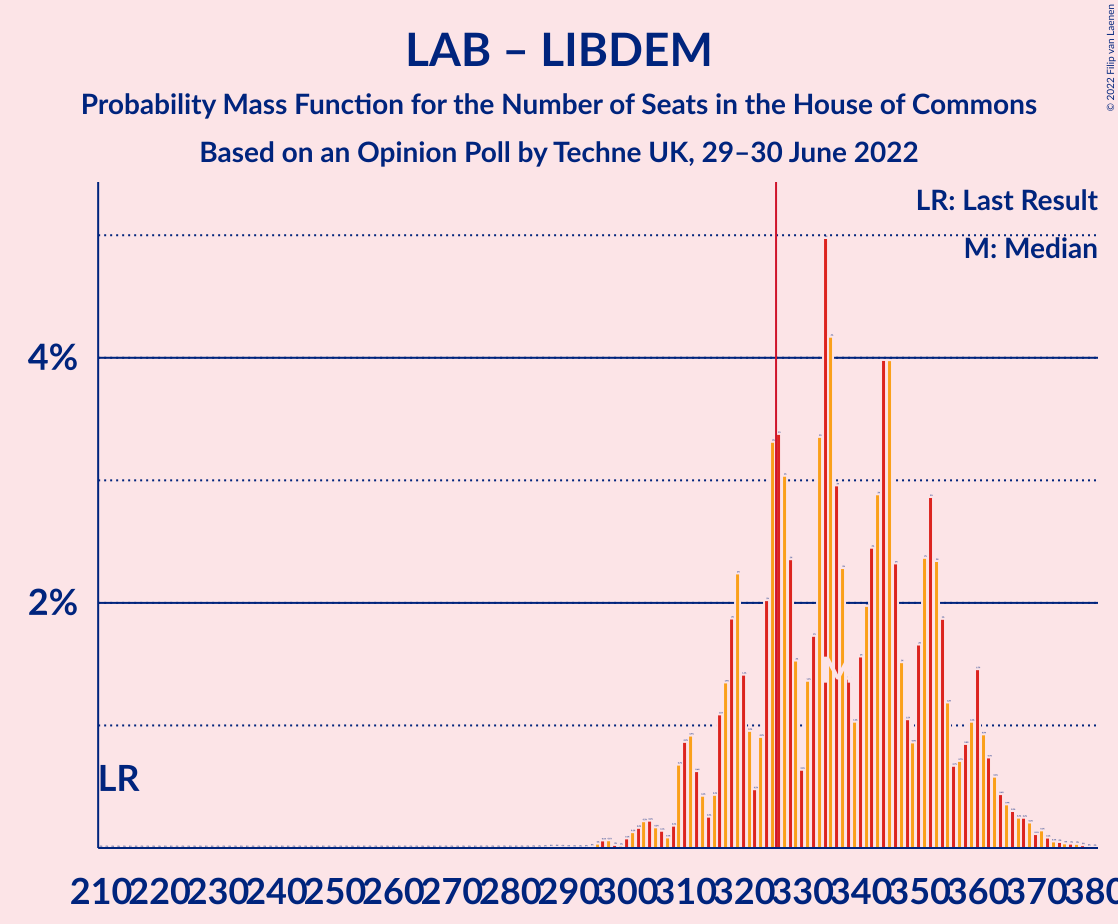 © 2022 Filip van Laenen
LAB – LIBDEM
Probability Mass Function for the Number of Seats in the House of Commons
Based on an Opinion Poll by Techne UK, 29–30 June 2022
LR: Last Result
M: Median
4%
2%
M
LR
210 220 230 240 250 260 270 280 290 300 310 320 330 340 350 360 370 380